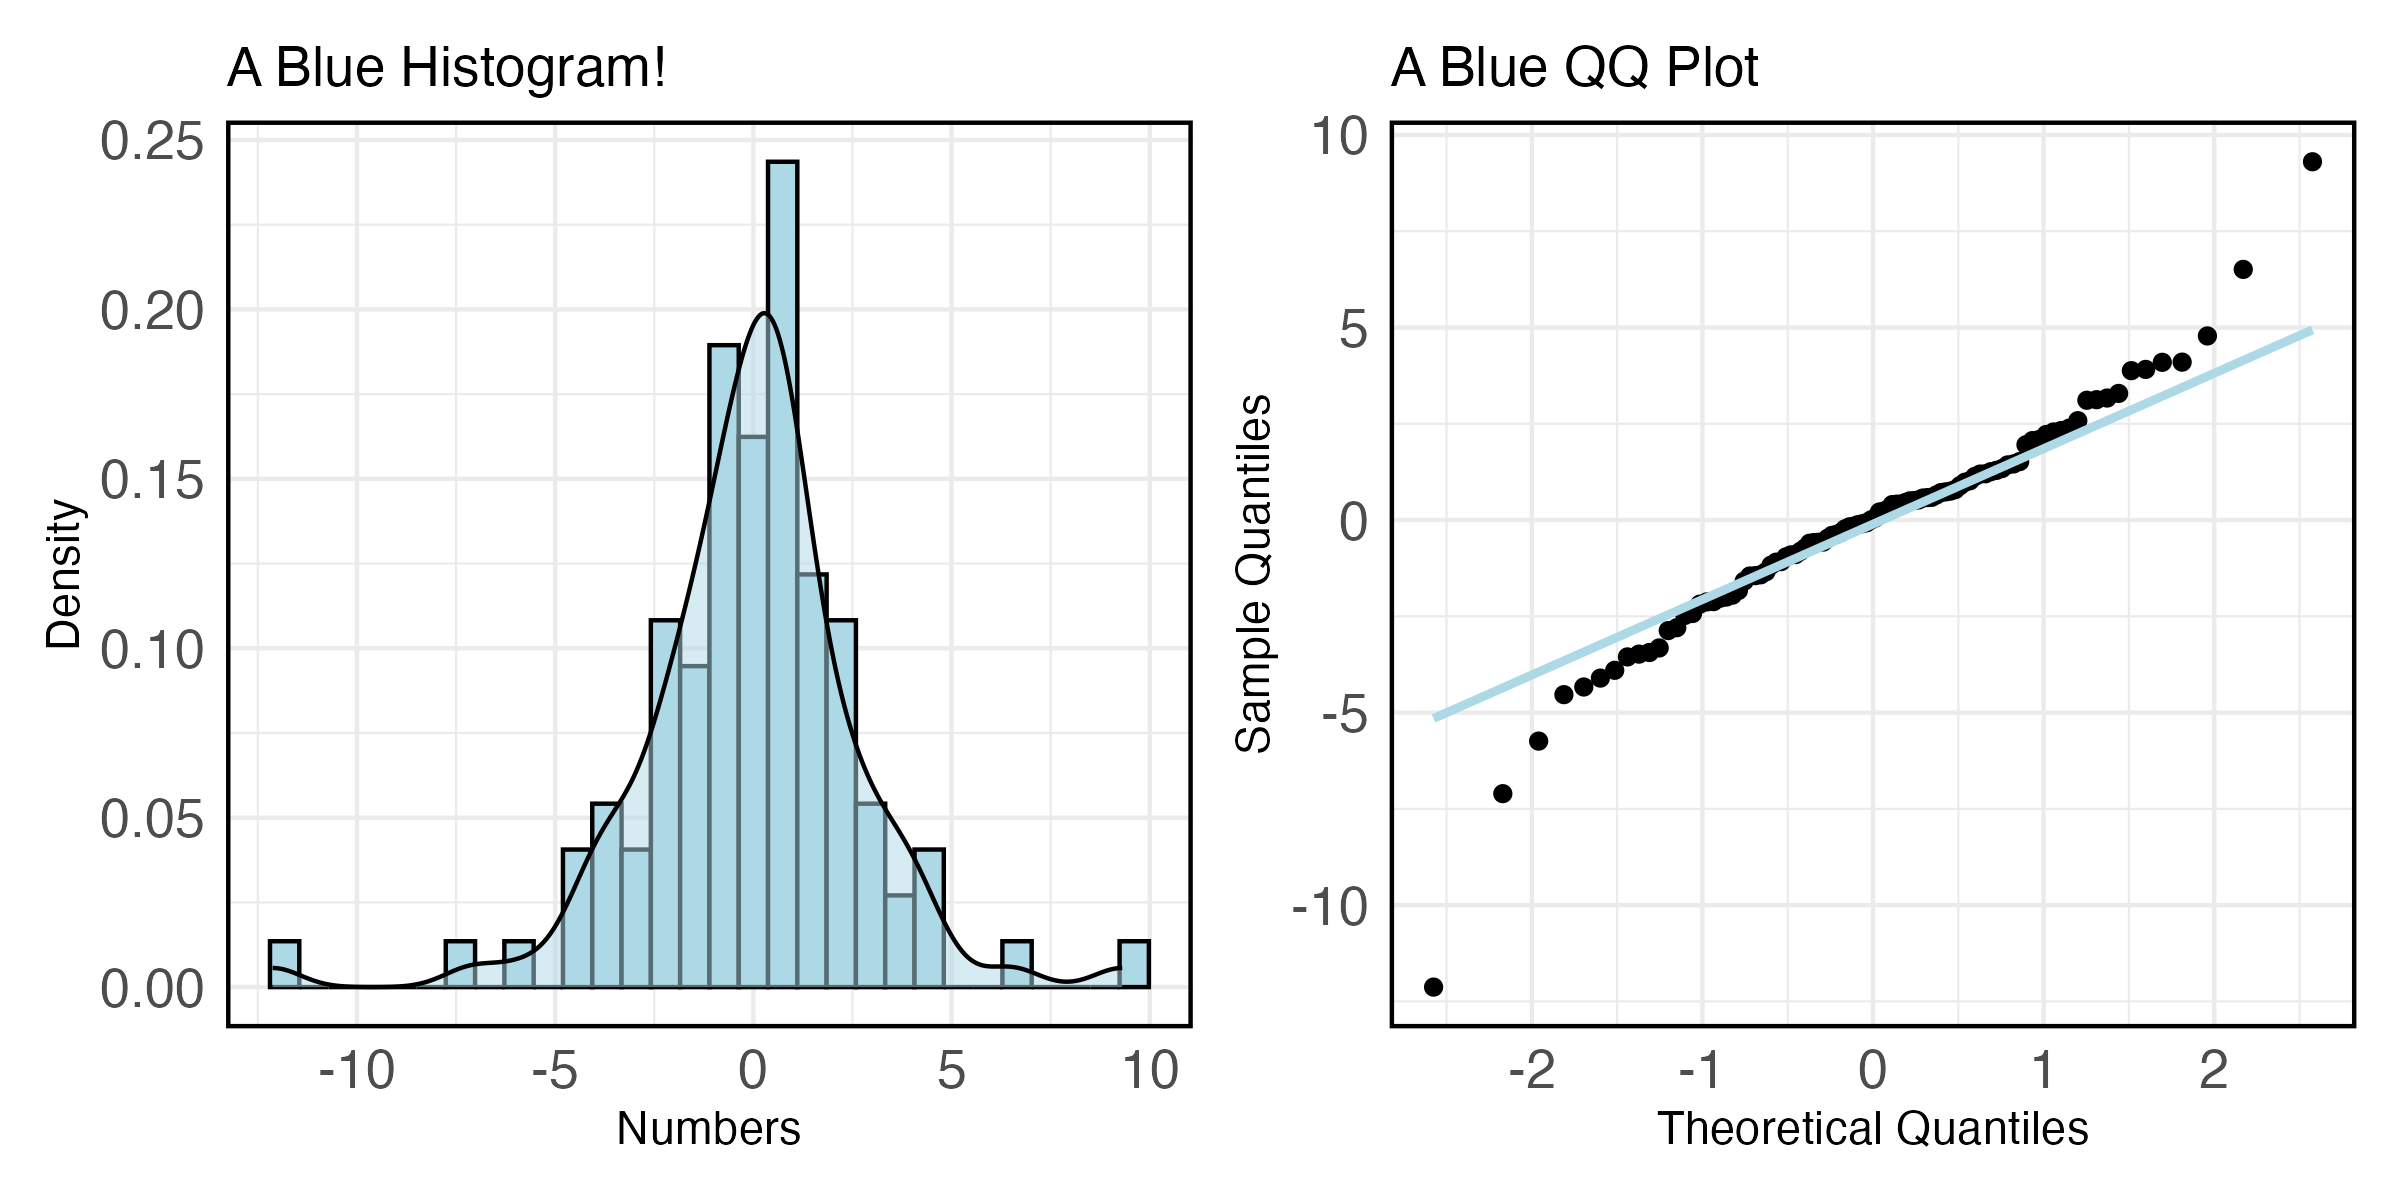 A Blue Histogram!
0.25
0.20
0.15
0.10
0.05
0.00
Density
-10 -5 0 5 10
Numbers
A Blue QQ Plot
10
5
0
-5
-10
Sample Quantiles
-2 -1 0 1 2
Theoretical Quantiles